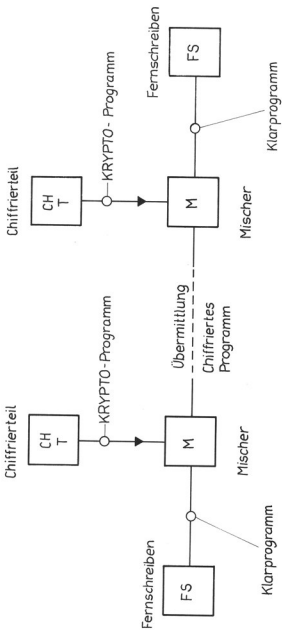 Chiffrierteil
CH
T
KRYPTO-Programm
Fernschreiben
FS
Klarprogramm
M
Mischer
Übermittlung
Chiffriertes
Programm
Chiffrierteil
CH
T
KRYPTO-Programm
M
Mischer
Fernschreiben
FS
Klarprogramm